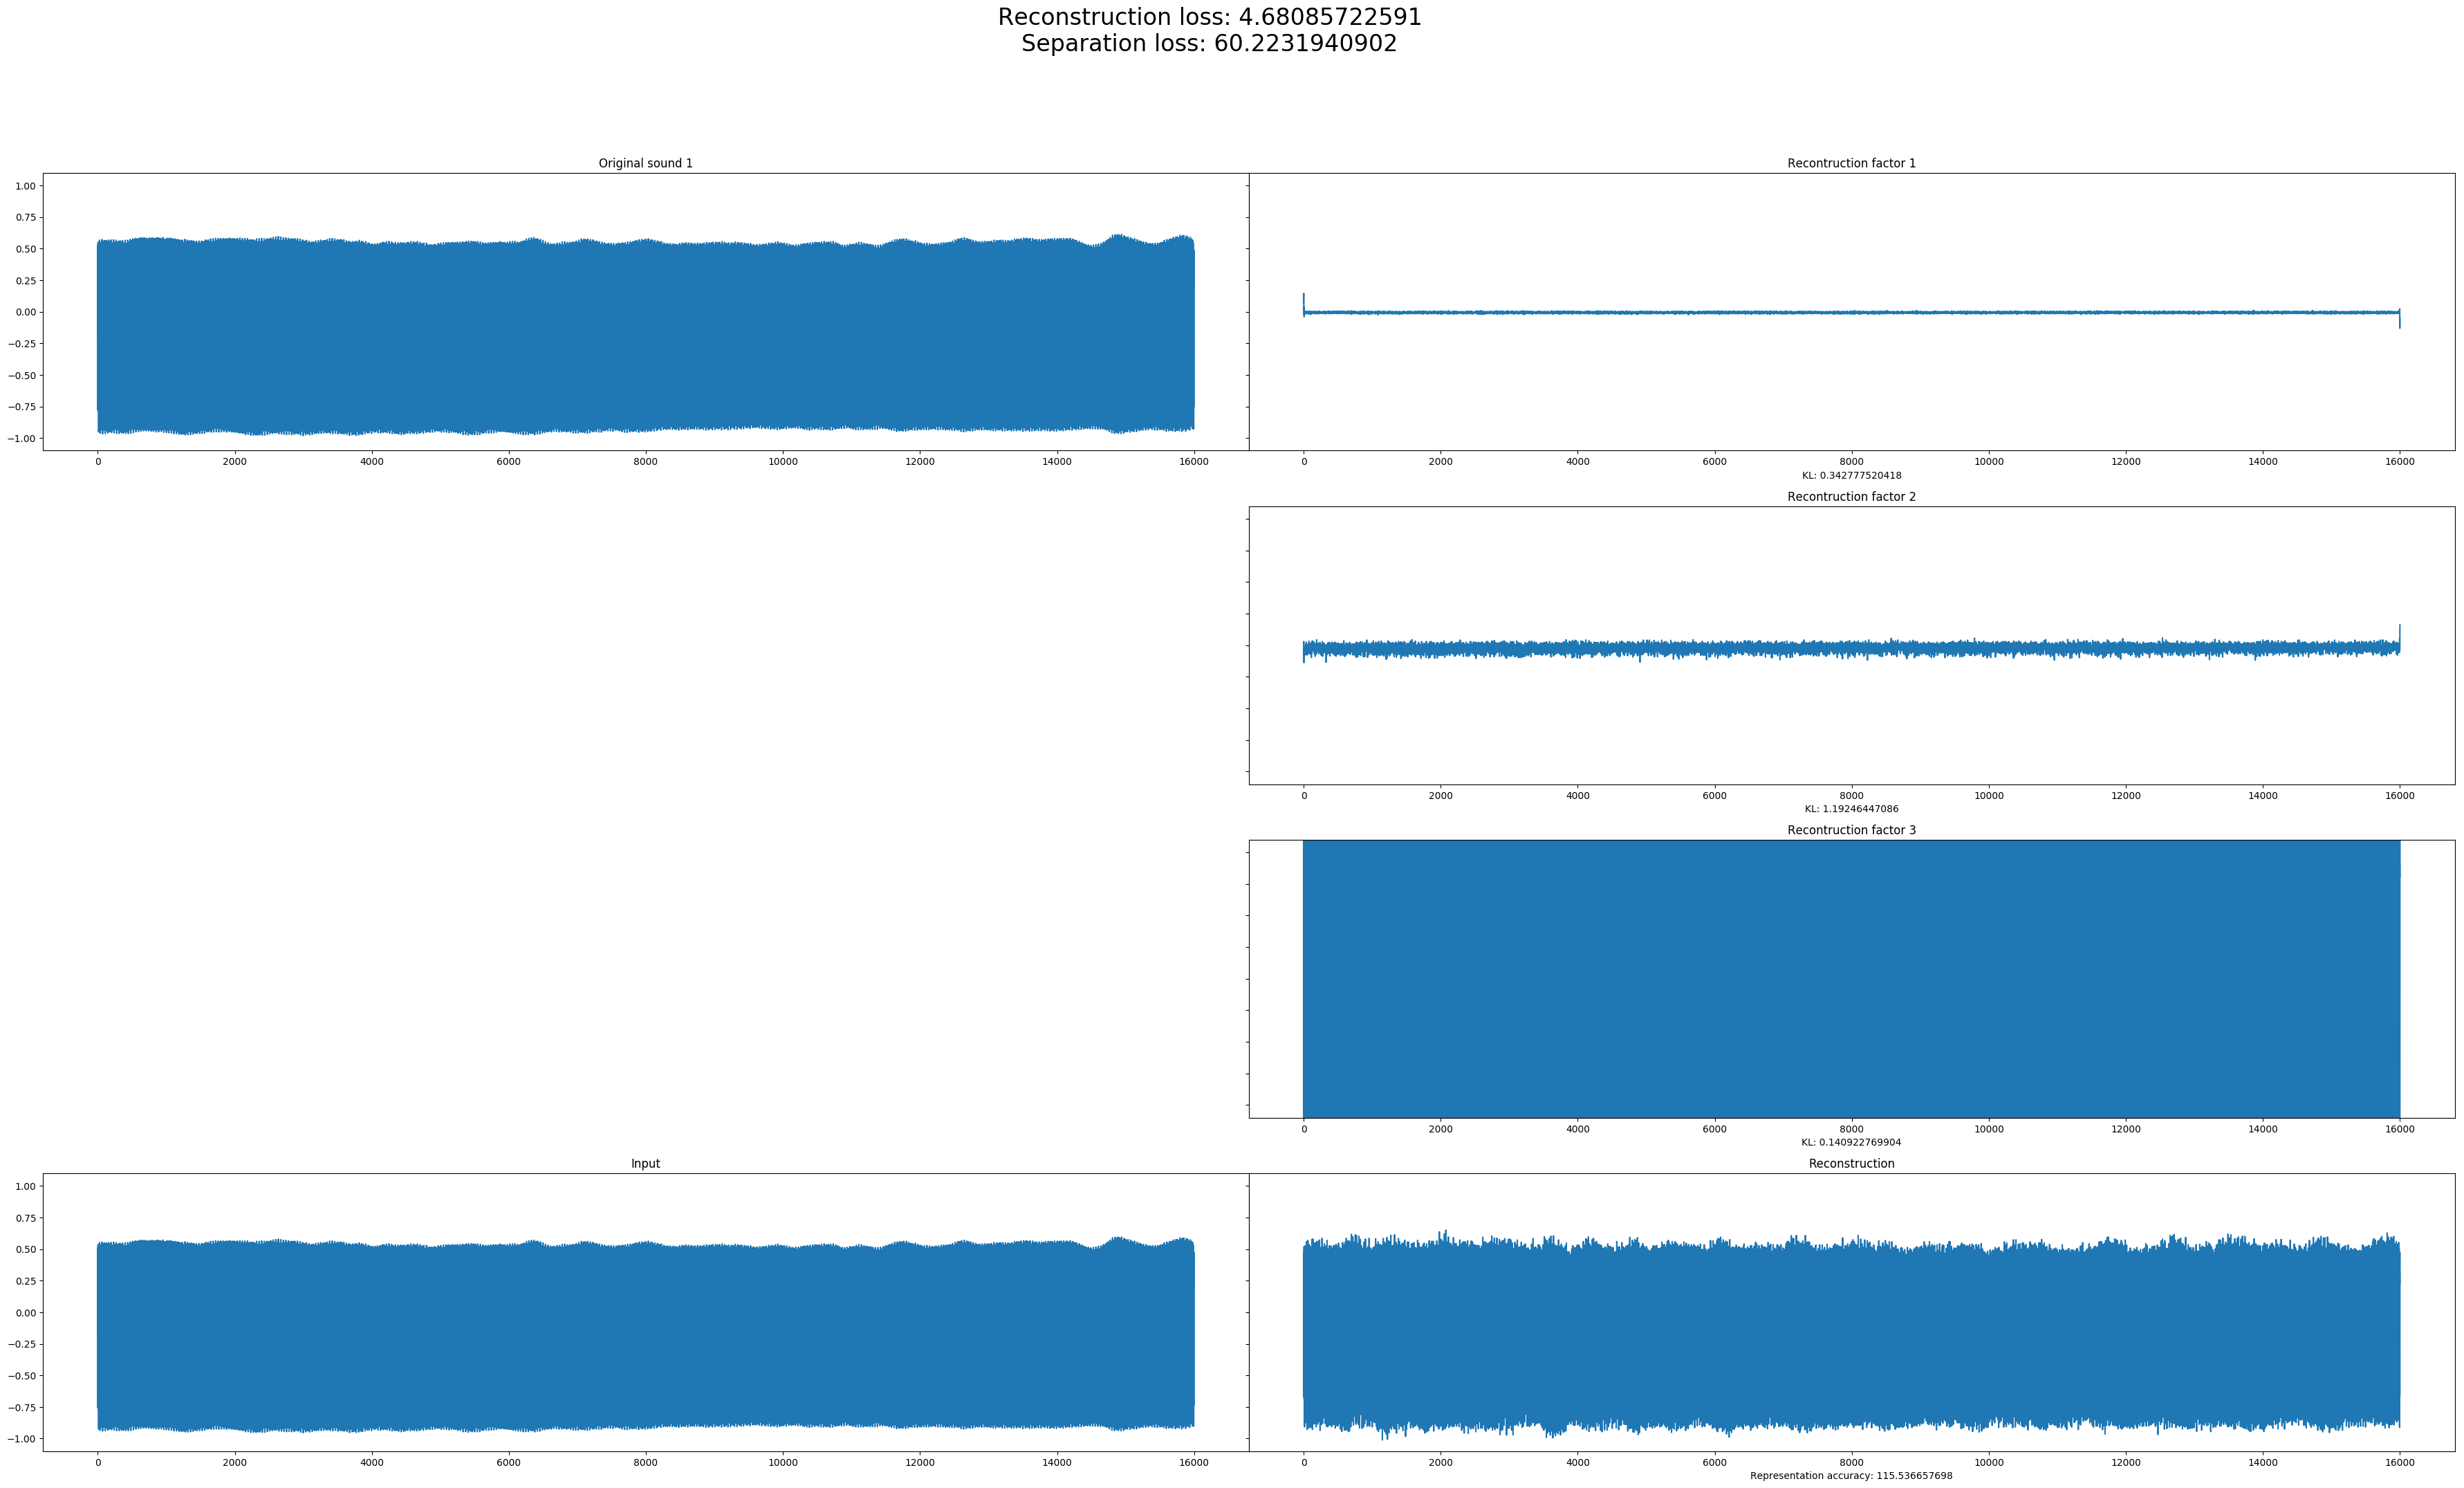 Reconstruction loss: 4.68085722591
Separation loss: 60.2231940902
Original sound 1
Recontruction factor 1
1.00
0.75
0.50
0.25
0.00
−0.25
−0.50
−0.75
−1.00
0 2000 4000 6000 8000 10000 12000 14000 16000
0 2000 4000 6000 8000 10000 12000 14000 16000
KL: 0.342777520418
Recontruction factor 2
0 2000 4000 6000 8000 10000 12000 14000 16000
KL: 1.19246447086
Recontruction factor 3
0 2000 4000 6000 8000 10000 12000 14000 16000
KL: 0.140922769904
Input
Reconstruction
1.00
0.75
0.50
0.25
0.00
−0.25
−0.50
−0.75
−1.00
0 2000 4000 6000 8000 10000 12000 14000 16000
0 2000 4000 6000 8000 10000 12000 14000 16000
Representation accuracy: 115.536657698